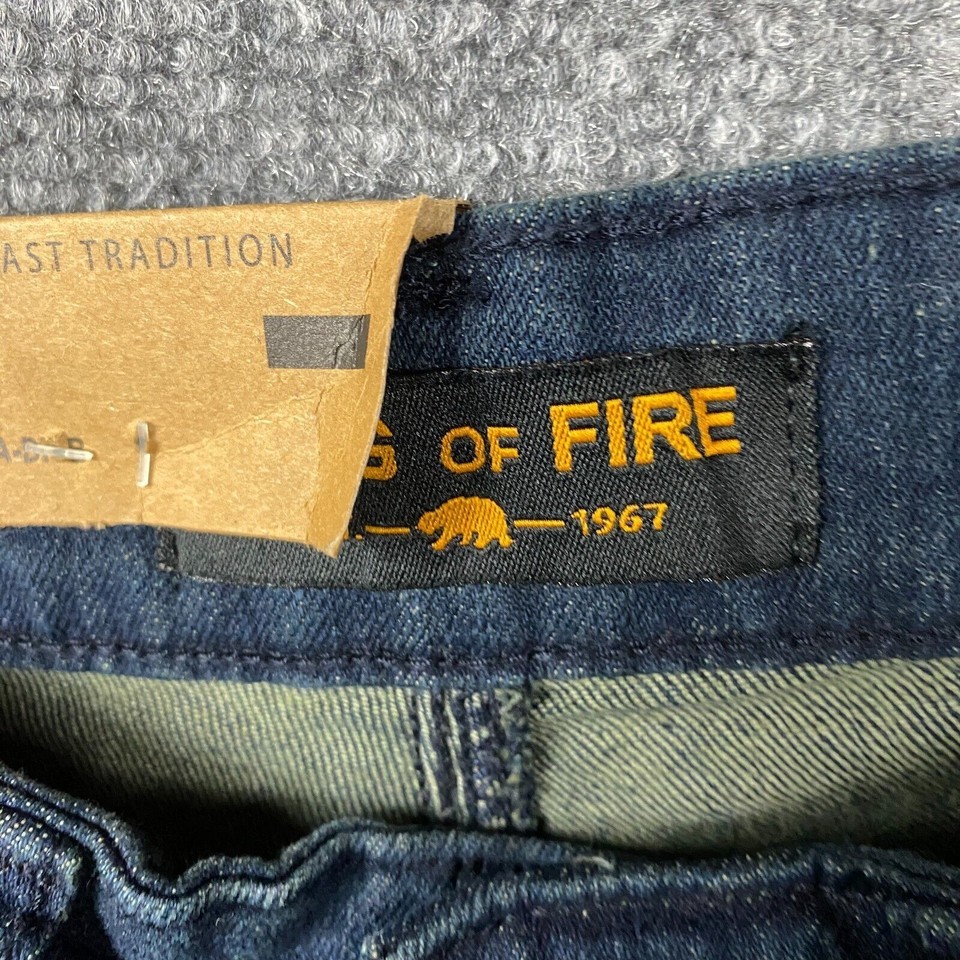 AST TRADITION
G OF FIRE
1967